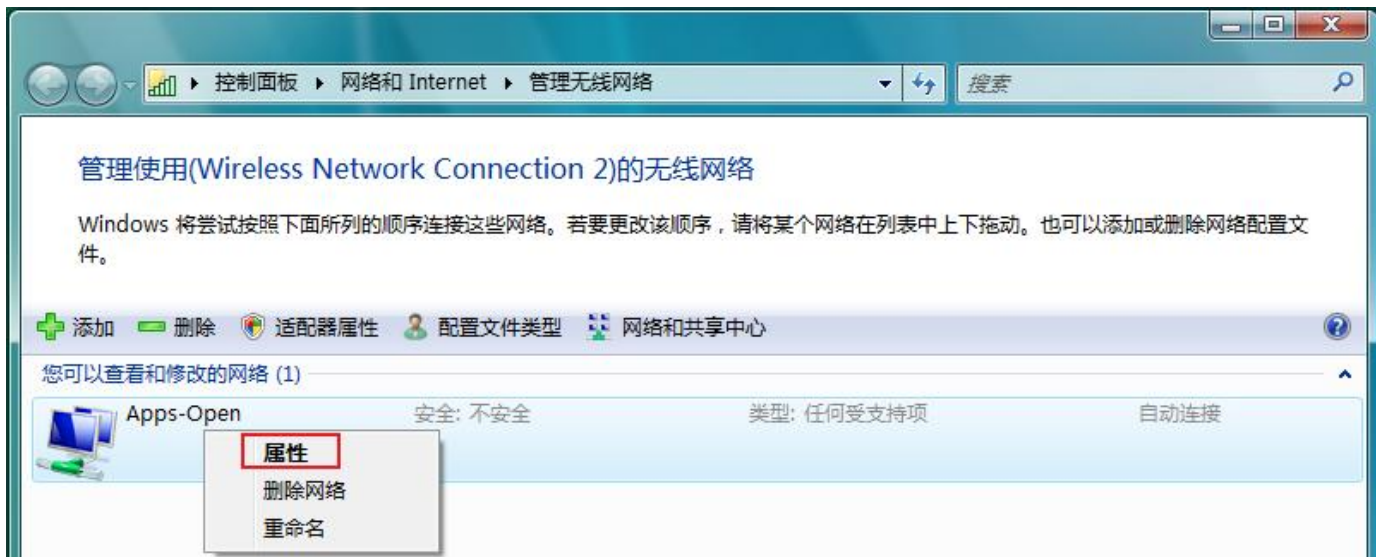 控制面板 ▸ 网络和 Internet ▸ 管理无线网络
搜索
管理使用(Wireless Network Connection 2)的无线网络
Windows 将尝试按照下面所列的顺序连接这些网络。若要更改该顺序，请将某个网络在列表中上下拖动。也可以添加或删除网络配置文
件。
添加 删除 适配器属性 配置文件类型 网络和共享中心
您可以查看和修改的网络 (1)
Apps-Open 安全: 不安全 类型: 任何受支持项 自动连接
属性
删除网络
重命名